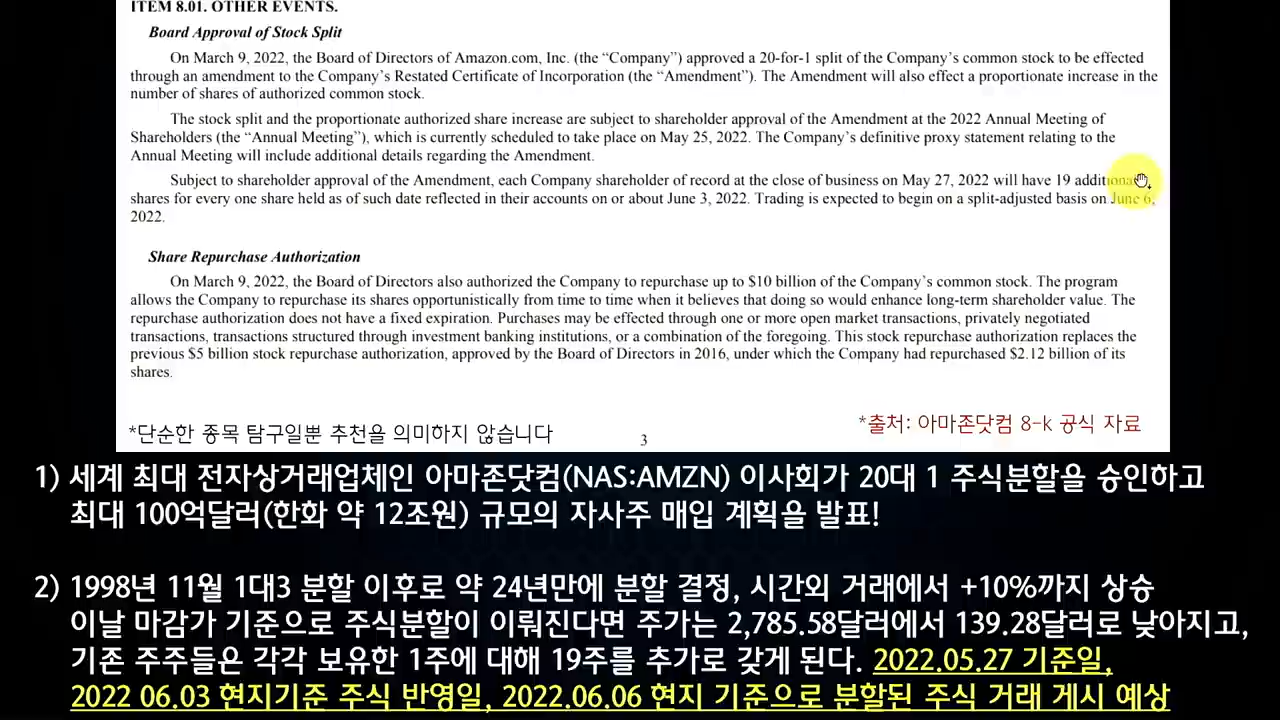 ITEM 8.01. OTHER EVENTS.
Board Approval of Stock Split
On March 9, 2022, the Board of Directors of Amazon.com, Inc. (the “Company”) approved a 20-for-1 split of the Company’s common stock to be effected
through an amendment to the Company’s Restated Certificate of Incorporation (the “Amendment”). The Amendment will also effect a proportionate increase in the
number of shares of authorized common stock.
The stock split and the proportionate authorized share increase are subject to shareholder approval of the Amendment at the 2022 Annual Meeting of
Shareholders (the “Annual Meeting”), which is currently scheduled to take place on May 25, 2022. The Company’s definitive proxy statement relating to the
Annual Meeting will include additional details regarding the Amendment.
Subject to shareholder approval of the Amendment, each Company shareholder of record at the close of business on May 27, 2022 will have 19 additional
shares for every one share held as of such date reflected in their accounts on or about June 3, 2022. Trading is expected to begin on a split-adjusted basis on June 6,
2022.
Share Repurchase Authorization
On March 9, 2022, the Board of Directors also authorized the Company to repurchase up to $10 billion of the Company’s common stock. The program
allows the Company to repurchase its shares opportunistically from time to time when it believes that doing so would enhance long-term shareholder value. The
repurchase authorization does not have a fixed expiration. Purchases may be effected through one or more open market transactions, privately negotiated
transactions, transactions structured through investment banking institutions, or a combination of the foregoing. This stock repurchase authorization replaces the
previous $5 billion stock repurchase authorization, approved by the Board of Directors in 2016, under which the Company had repurchased $2.12 billion of its
shares.
*출처: 아마존닷컴 8-k 공식 자료
*단순한 종목 탐구일뿐 추천을 의미하지 않습니다
3
1) 세계 최대 전자상거래업체인 아마존닷컴(NAS:AMZN) 이사회가 20대 1 주식분할을 승인하고
최대 100억달러(한화 약 12조원) 규모의 자사주 매입 계획을 발표!
2) 1998년 11월 1대3 분할 이후로 약 24년만에 분할 결정, 시간외 거래에서 +10%까지 상승
이날 마감가 기준으로 주식분할이 이뤄진다면 주가는 2,785.58달러에서 139.28달러로 낮아지고,
기존 주주들은 각각 보유한 1주에 대해 19주를 추가로 갖게 된다. 2022.05.27 기준일,
2022 06.03 현지기준 주식 반영일, 2022.06.06 현지 기준으로 분할된 주식 거래 게시 예상